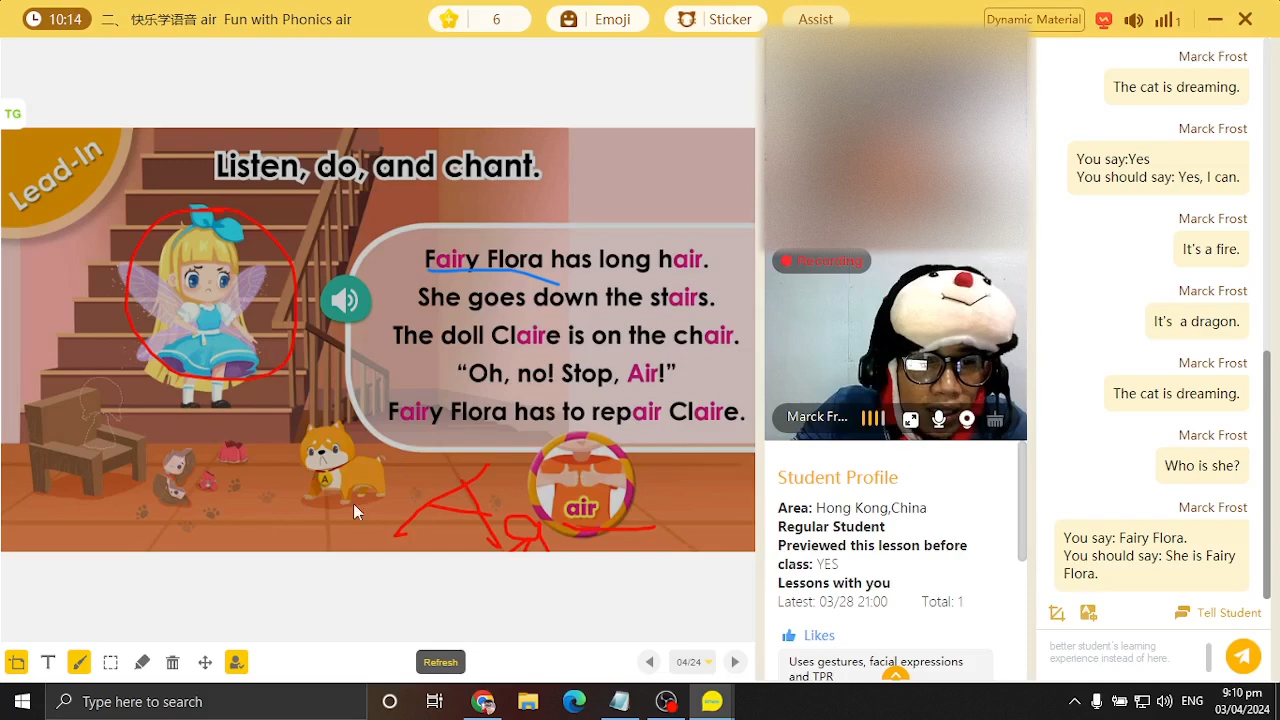 10:14
二、快乐学语音 air Fun with Phonics air
6
Emoji
Sticker
Assist
Dynamic Material
1
TG
Lead-In
Listen, do, and chant.
Fairy Flora has long hair.
She goes down the stairs.
The doll Claire is on the chair.
“Oh, no! Stop, Air!”
Fairy Flora has to repair Claire.
A
air
Recording
Marck Fr...
Student Profile
Area: Hong Kong,China
Regular Student
Previewed this lesson before
class: YES
Lessons with you
Latest: 03/28 21:00 Total: 1
Likes
Uses gestures, facial expressions
and TPR
Marck Frost
The cat is dreaming.
Marck Frost
You say:Yes
You should say: Yes, I can.
Marck Frost
It's a fire.
Marck Frost
It's a dragon.
Marck Frost
The cat is dreaming.
Marck Frost
Who is she?
Marck Frost
You say: Fairy Flora.
You should say: She is Fairy
Flora.
Tell Student
better student's learning
experience instead of here.
T
Refresh
04/24
Type here to search
ENG
9:10 pm
03/04/2024